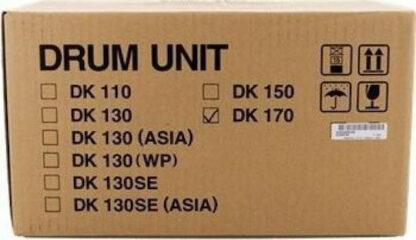 DRUM UNIT
DK 110
DK 150
DK 130
DK 170
DK 130 (ASIA)
DK 130 (WP)
DK 130SE
DK 130SE (ASIA)